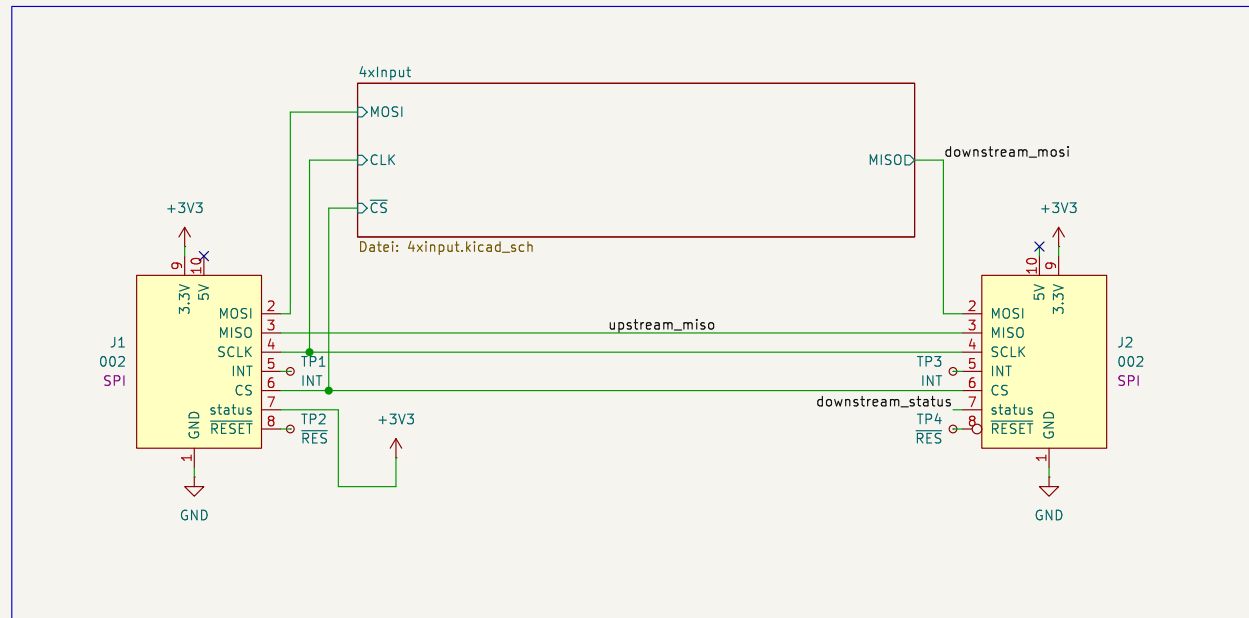 4xInput
MOSI
CLK
MISO
downstream_mosi
CS
+3V3
+3V3
Datei: 4xinput.kicad_sch
9
10
10
9
3.3V
5V
5V
3.3V
MOSI
2
2
MOSI
MISO
3
upstream_miso
3
MISO
J1
SCLK
4
4
SCLK
J2
002
INT
5
TP1
TP3
5
INT
002
SPI
INT
INT
SPI
CS
6
6
CS
status
7
downstream_status
7
status
GND
RESET
8
TP2
RES
+3V3
TP4
RES
8
RESET
GND
1
1
GND
GND